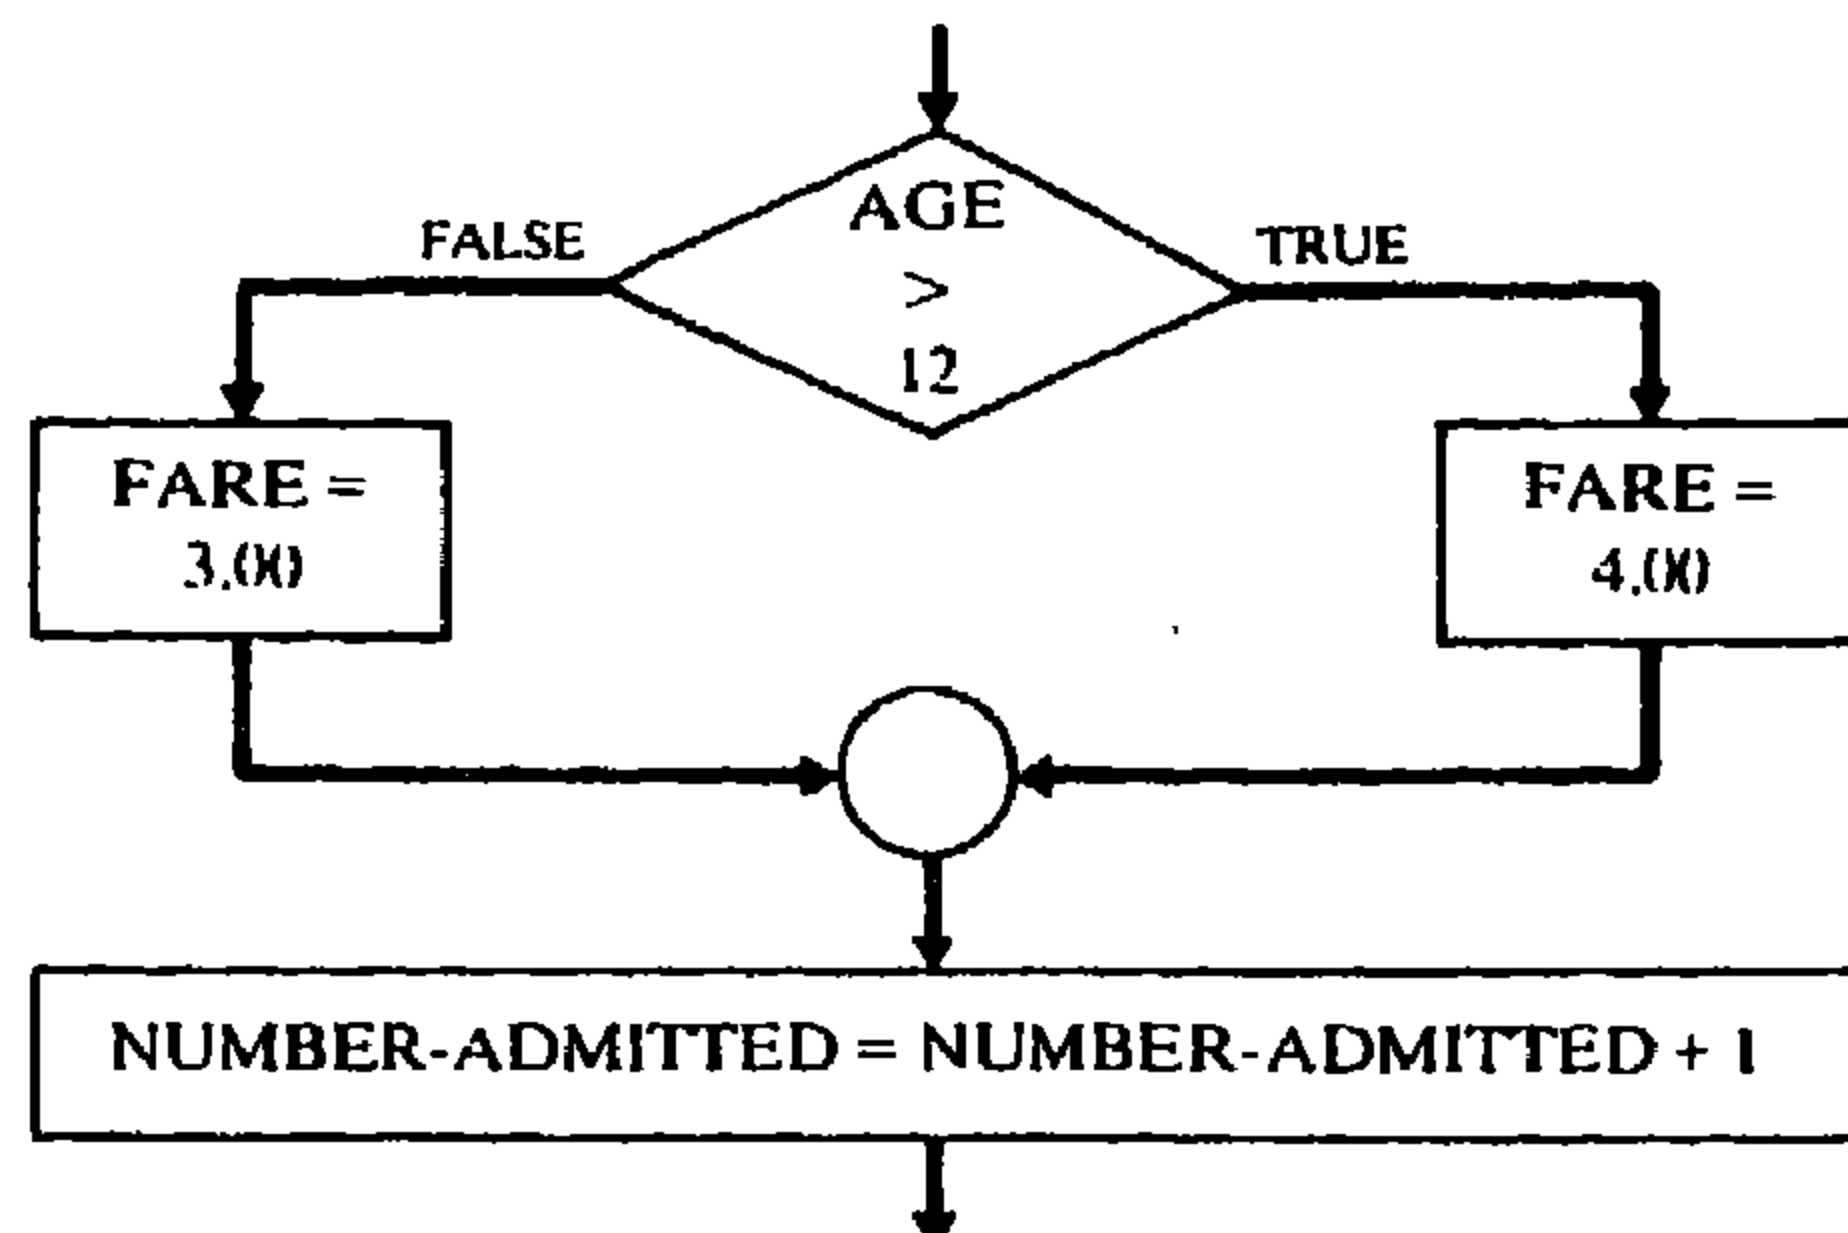 AGE
>
12
FALSE
TRUE
FARE =
3.00
FARE =
4.00
NUMBER-ADMITTED = NUMBER-ADMITTED + 1